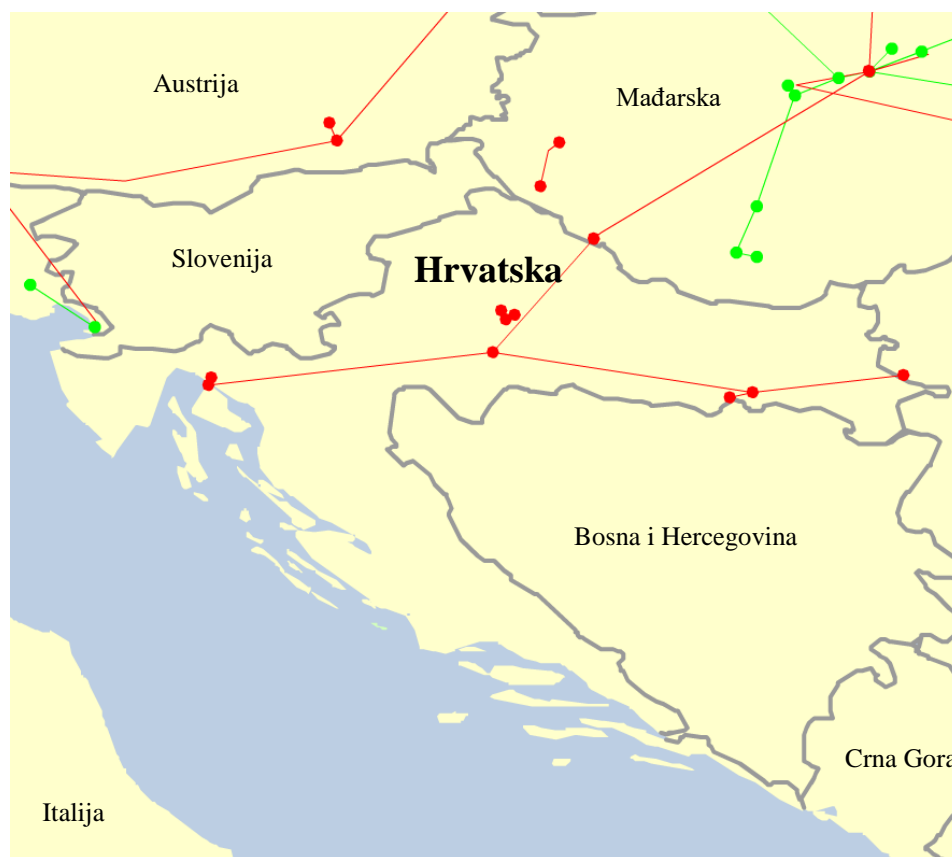 Austrija
Mađarska
Slovenija
Hrvatska
Bosna i Hercegovina
Crna Gora
Italija